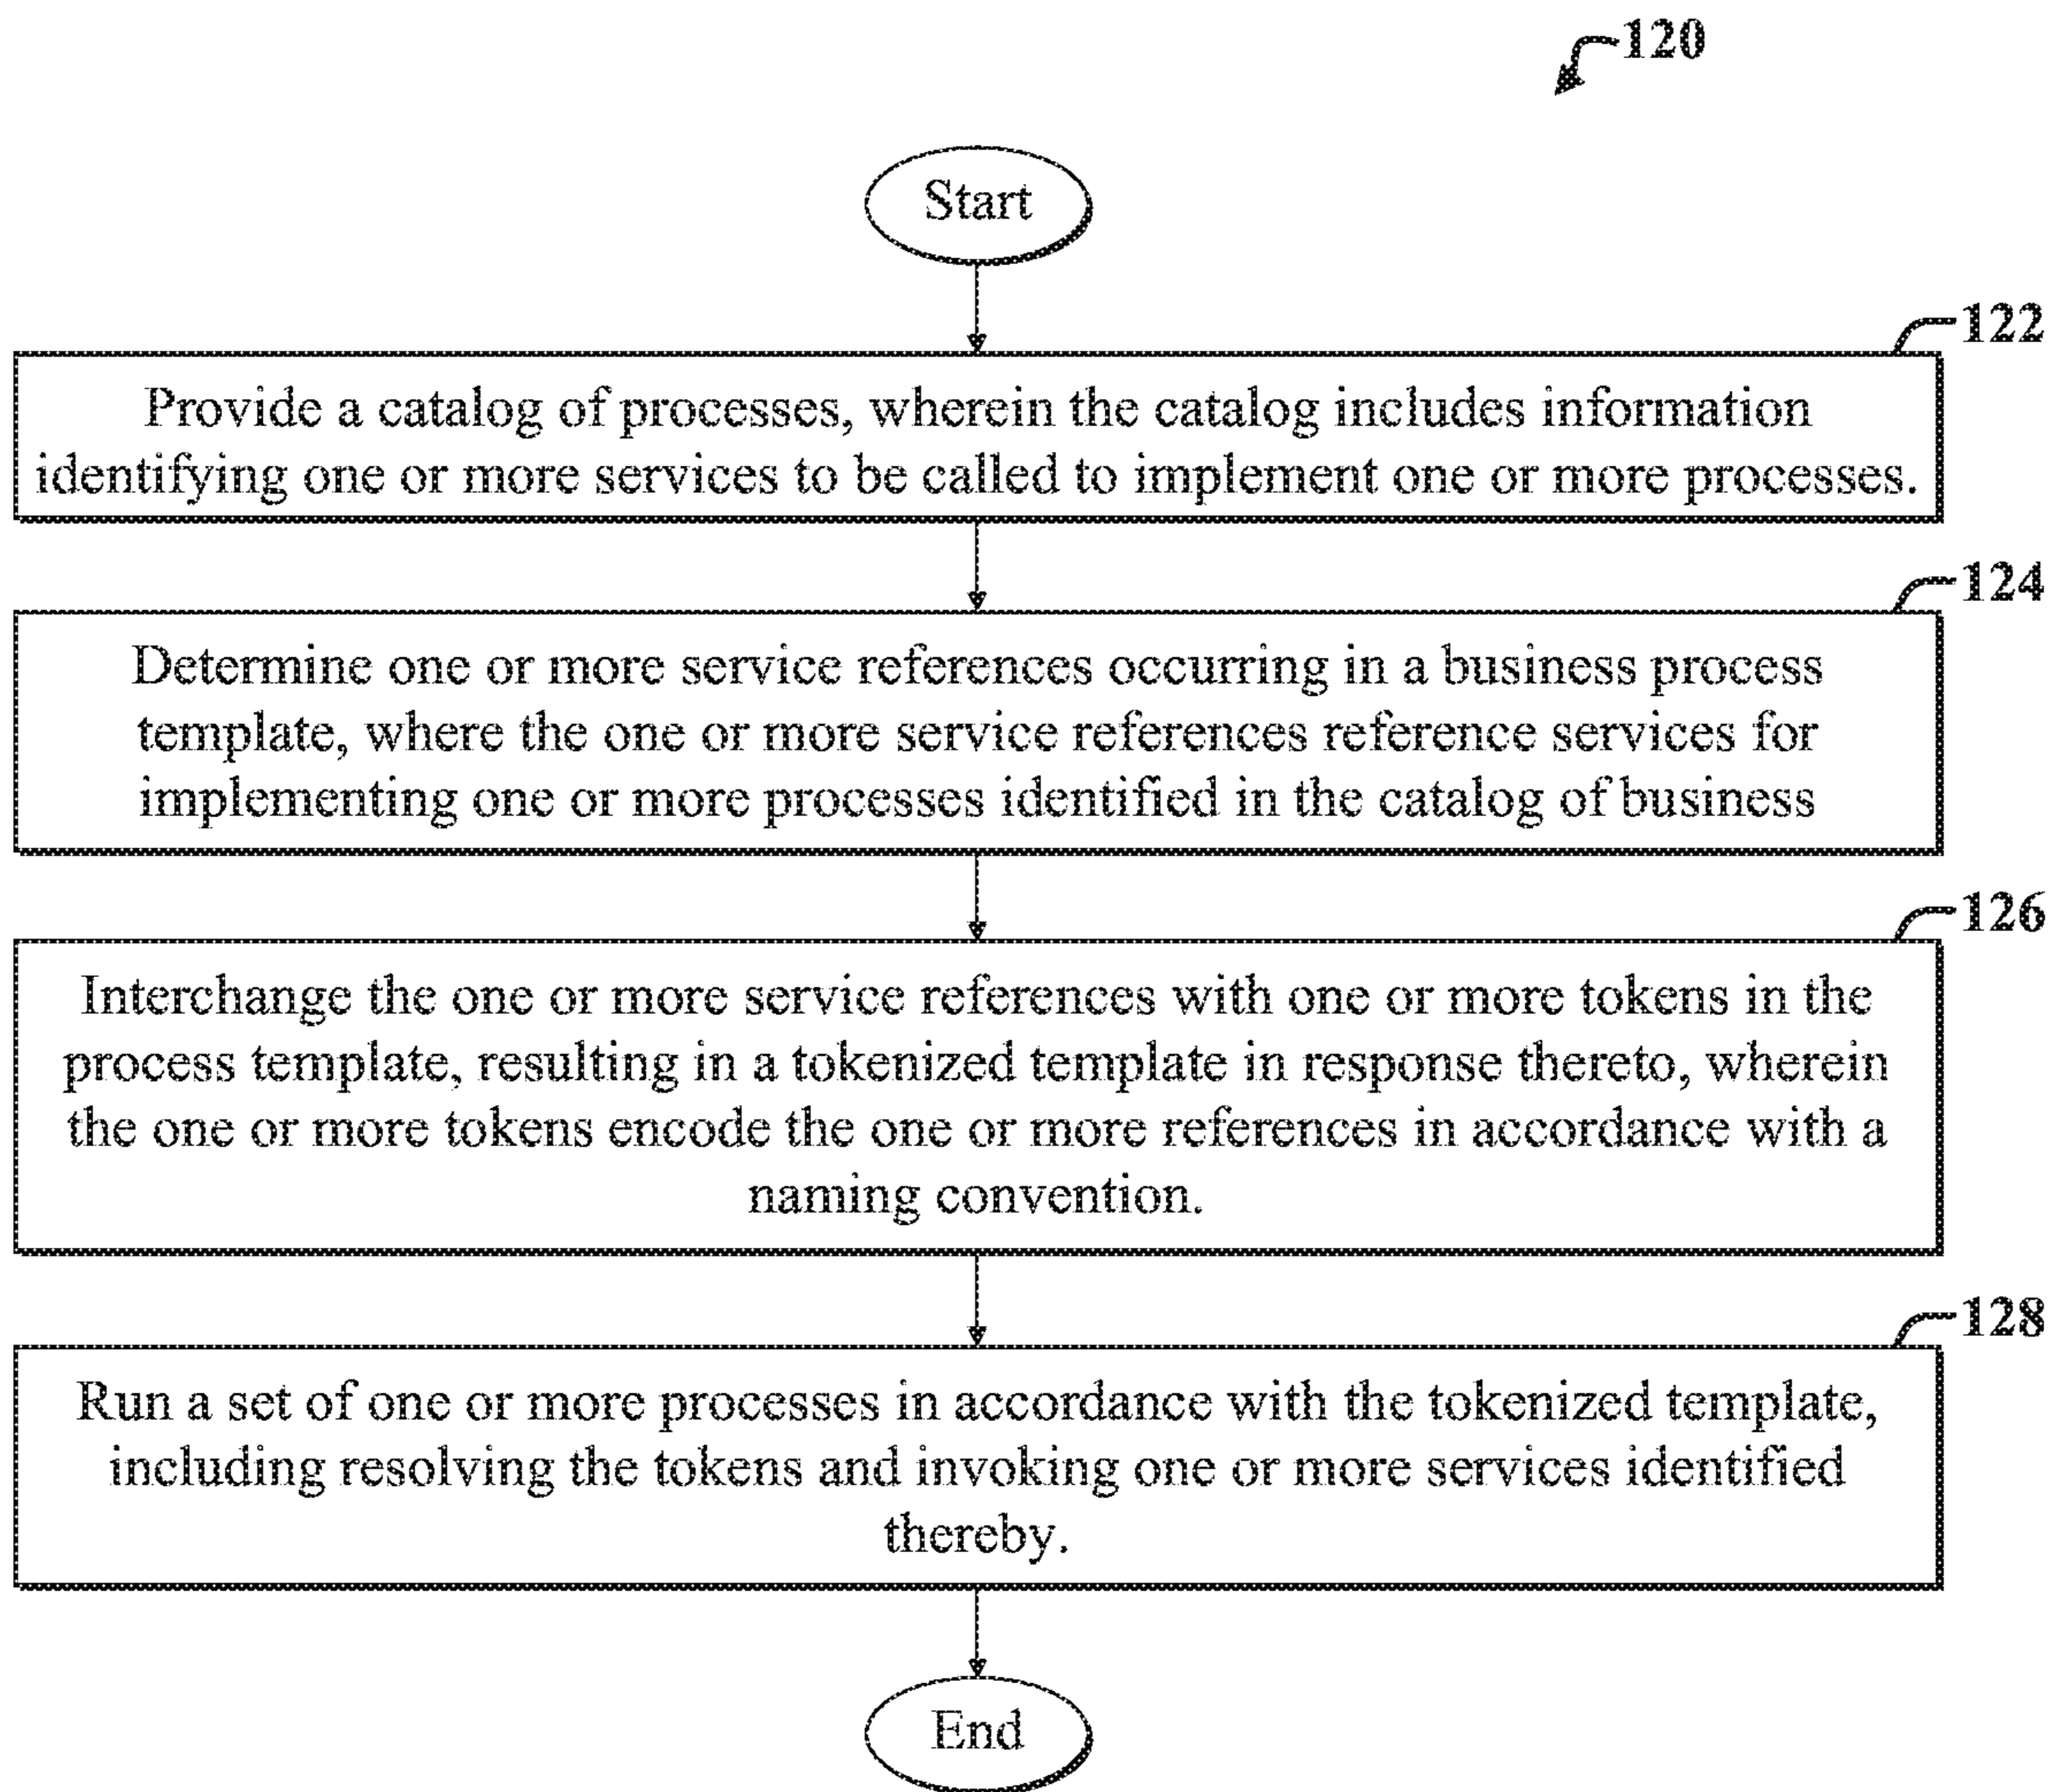 120
Start
122
Provide a catalog of processes, wherein the catalog includes information
identifying one or more services to be called to implement one or more processes.
124
Determine one or more service references occurring in a business process
template, where the one or more service references reference services for
implementing one or more processes identified in the catalog of business
126
Interchange the one or more service references with one or more tokens in the
process template, resulting in a tokenized template in response thereto, wherein
the one or more tokens encode the one or more references in accordance with a
naming convention.
128
Run a set of one or more processes in accordance with the tokenized template,
including resolving the tokens and invoking one or more services identified
thereby.
End